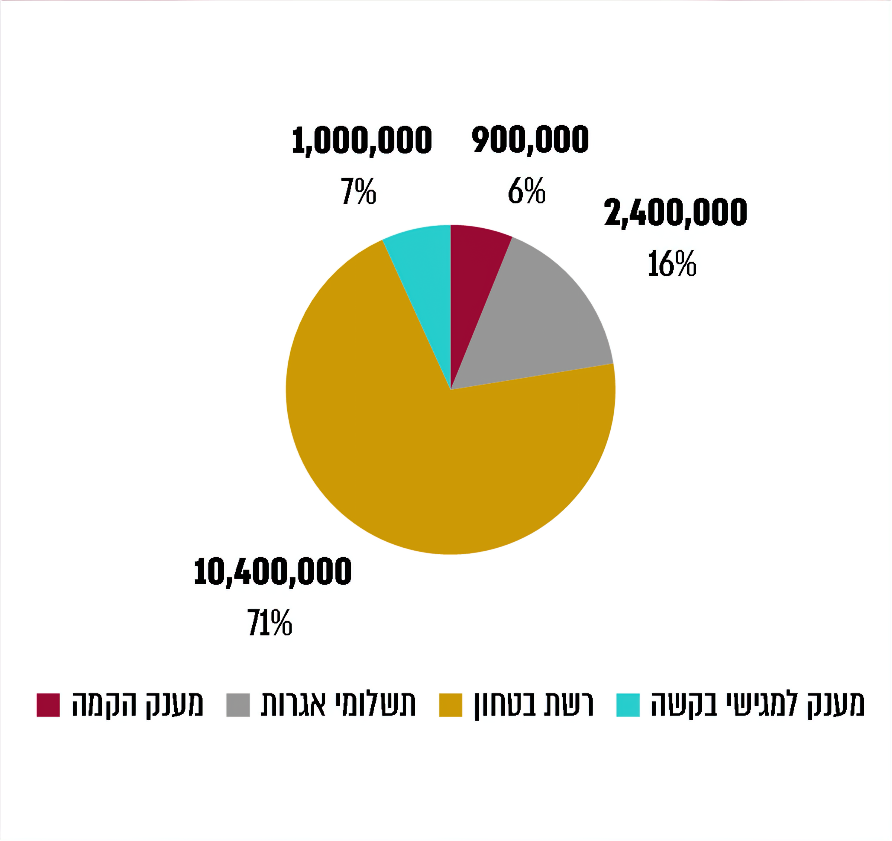 1,000,000
7%
900,000
6%
2,400,000
16%
10,400,000
71%
מענק הקמה
תשלומי אגרות
רשת בטחון
מענק למגישי בקשה